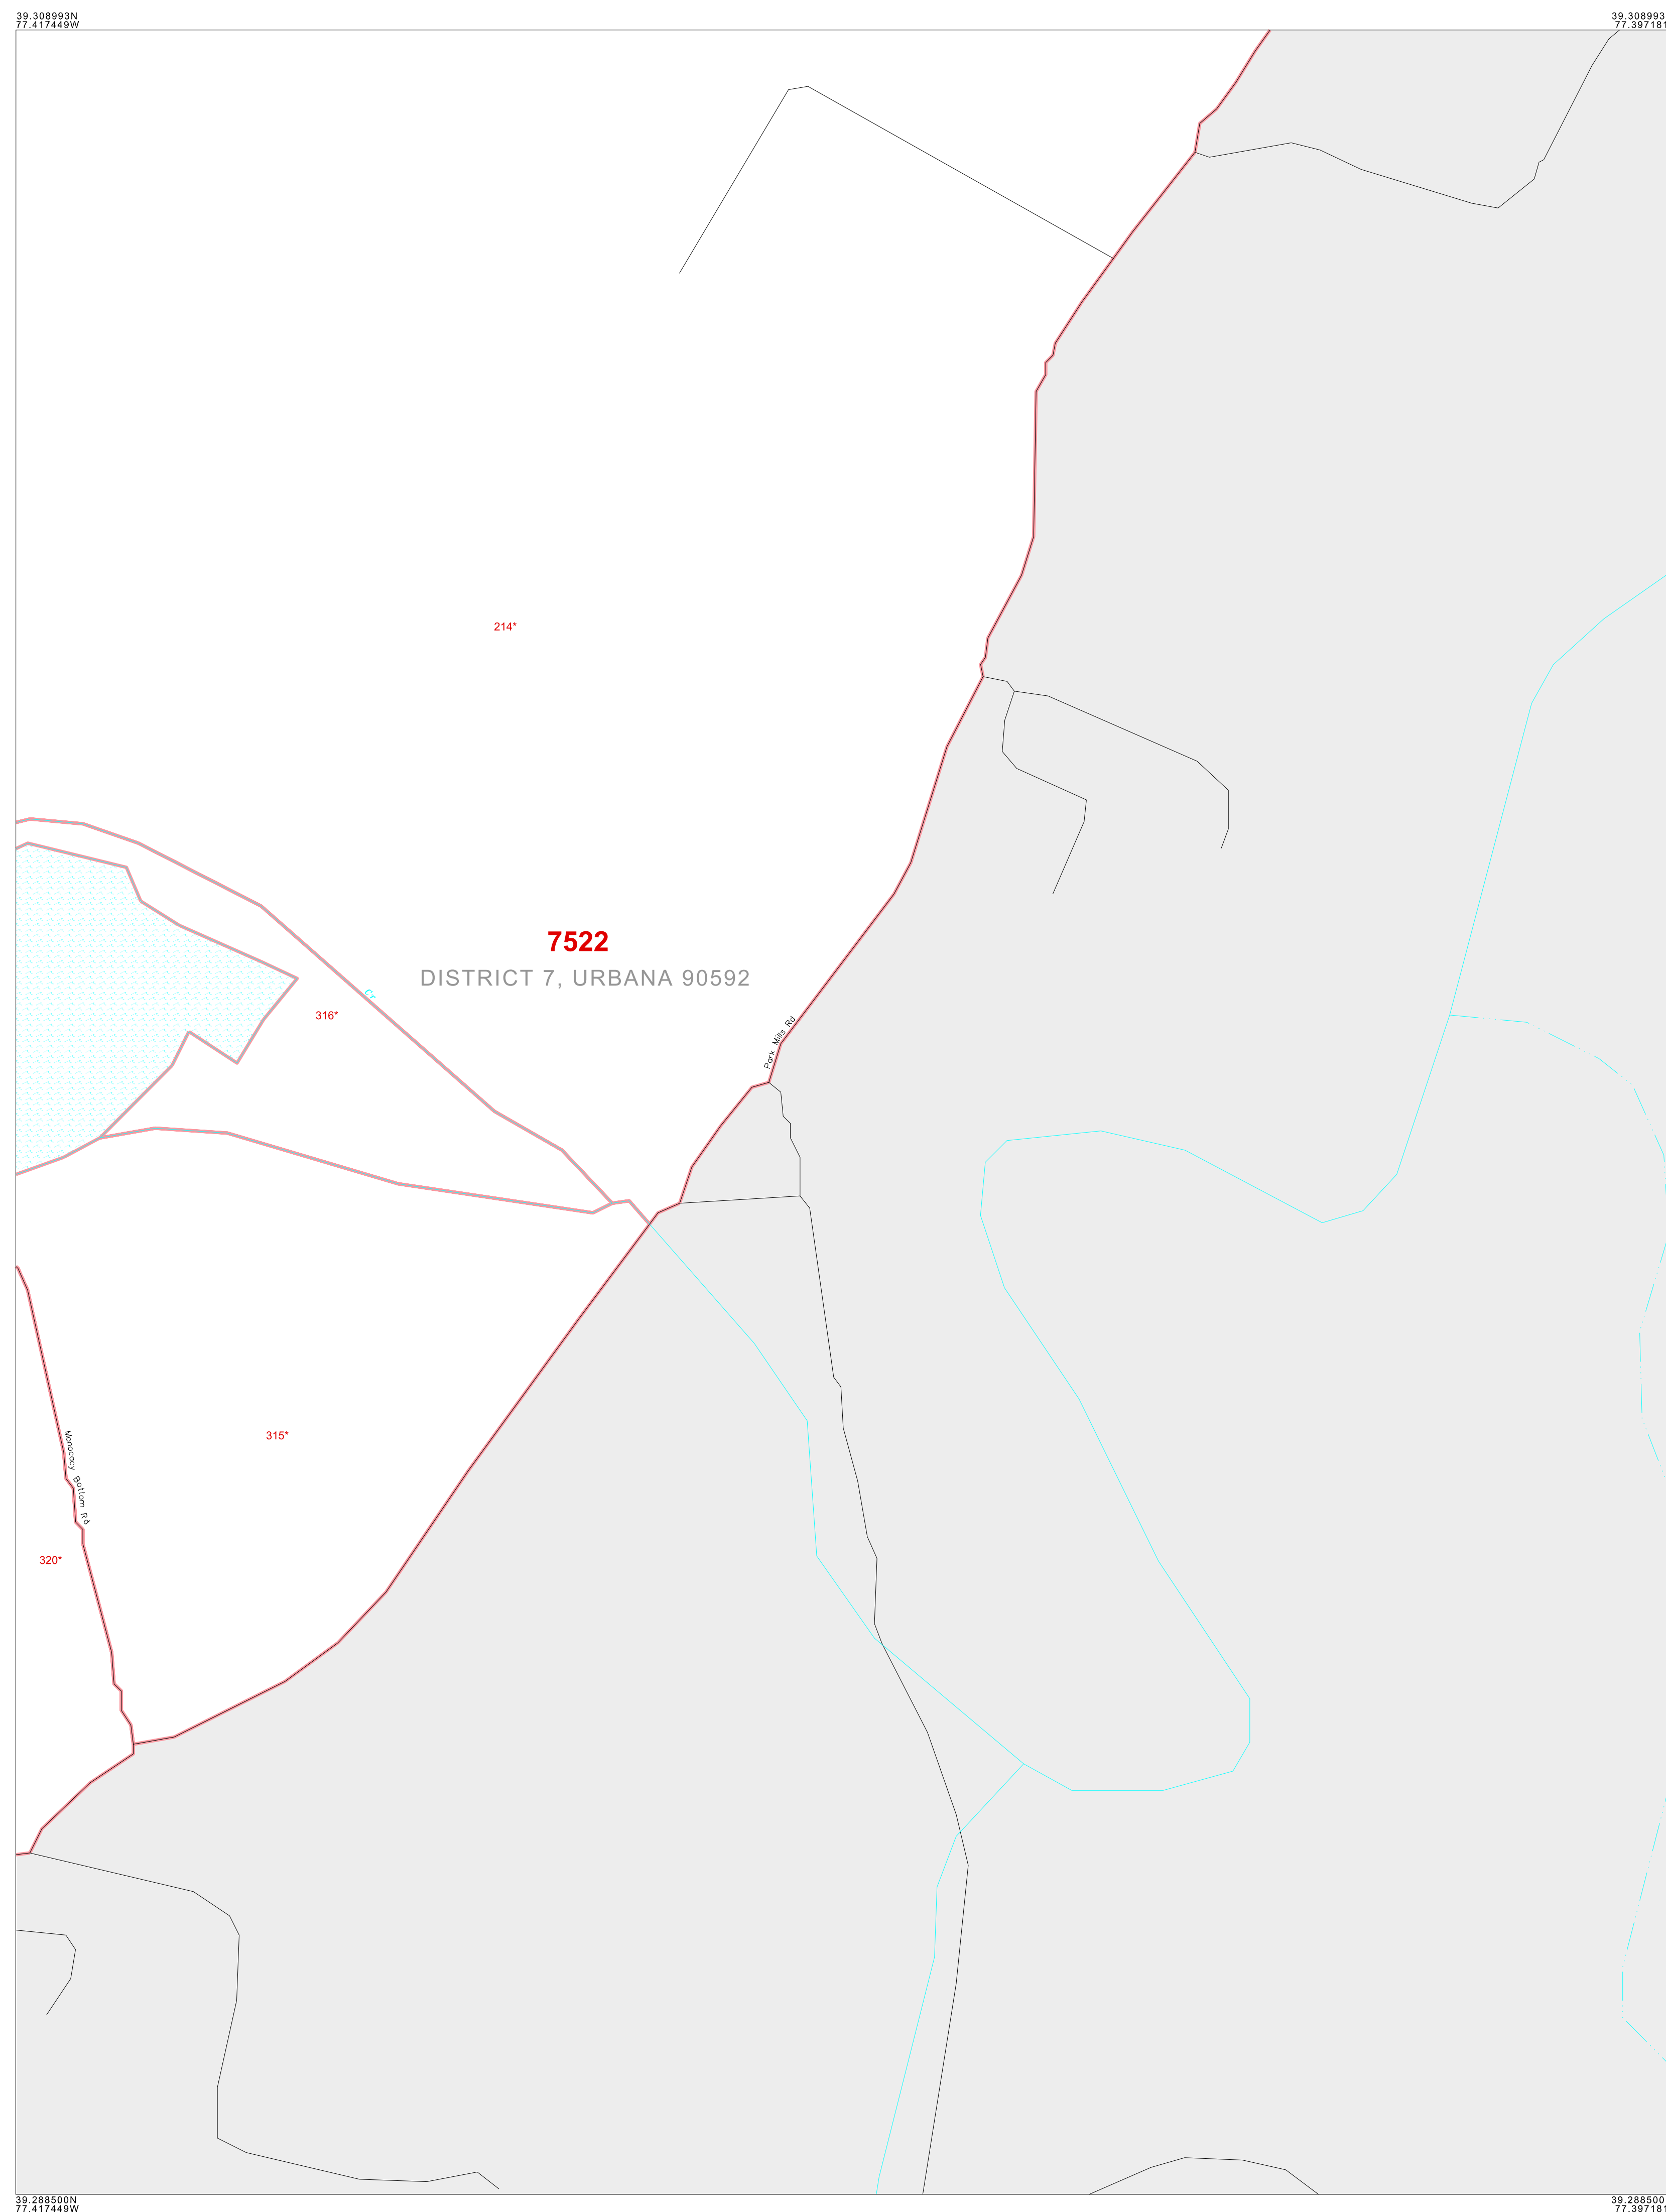 39.308993N
77.417449W
39.308993
77.397181
214*
7522
DISTRICT 7, URBANA 90592
Cr
316*
Park Mills Rd
315*
Monocacy Bottom Rd
320*
39.288500N
77.417449W
39.288500
77.397181